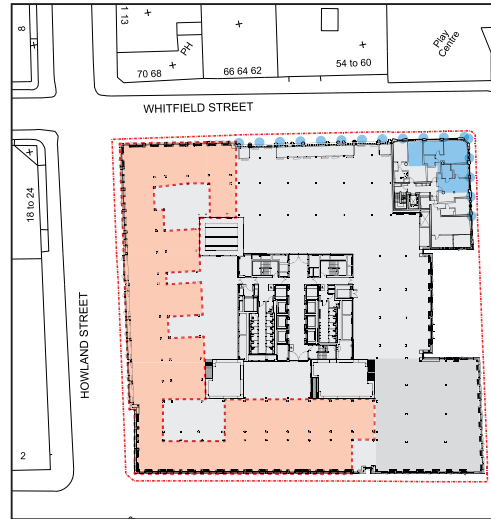 8
1 13
PH
70 68
66 64 62
54 to 60
Play
Centre
WHITFIELD STREET
18 to 24
HOWLAND STREET
2